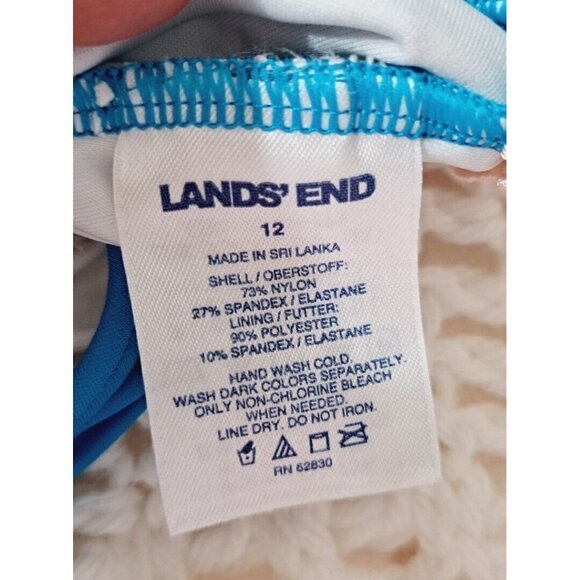 LANDS' END
12
MADE IN SRI LANKA
SHELL / OBERSTOFF:
73% NYLON
27% SPANDEX / ELASTANE
LINING / FUTTER:
90% POLYESTER
10% SPANDEX / ELASTANE
HAND WASH COLD.
WASH DARK COLORS SEPARATELY.
ONLY NON-CHLORINE BLEACH
WHEN NEEDED.
LINE DRY. DO NOT IRON.
RN 62830